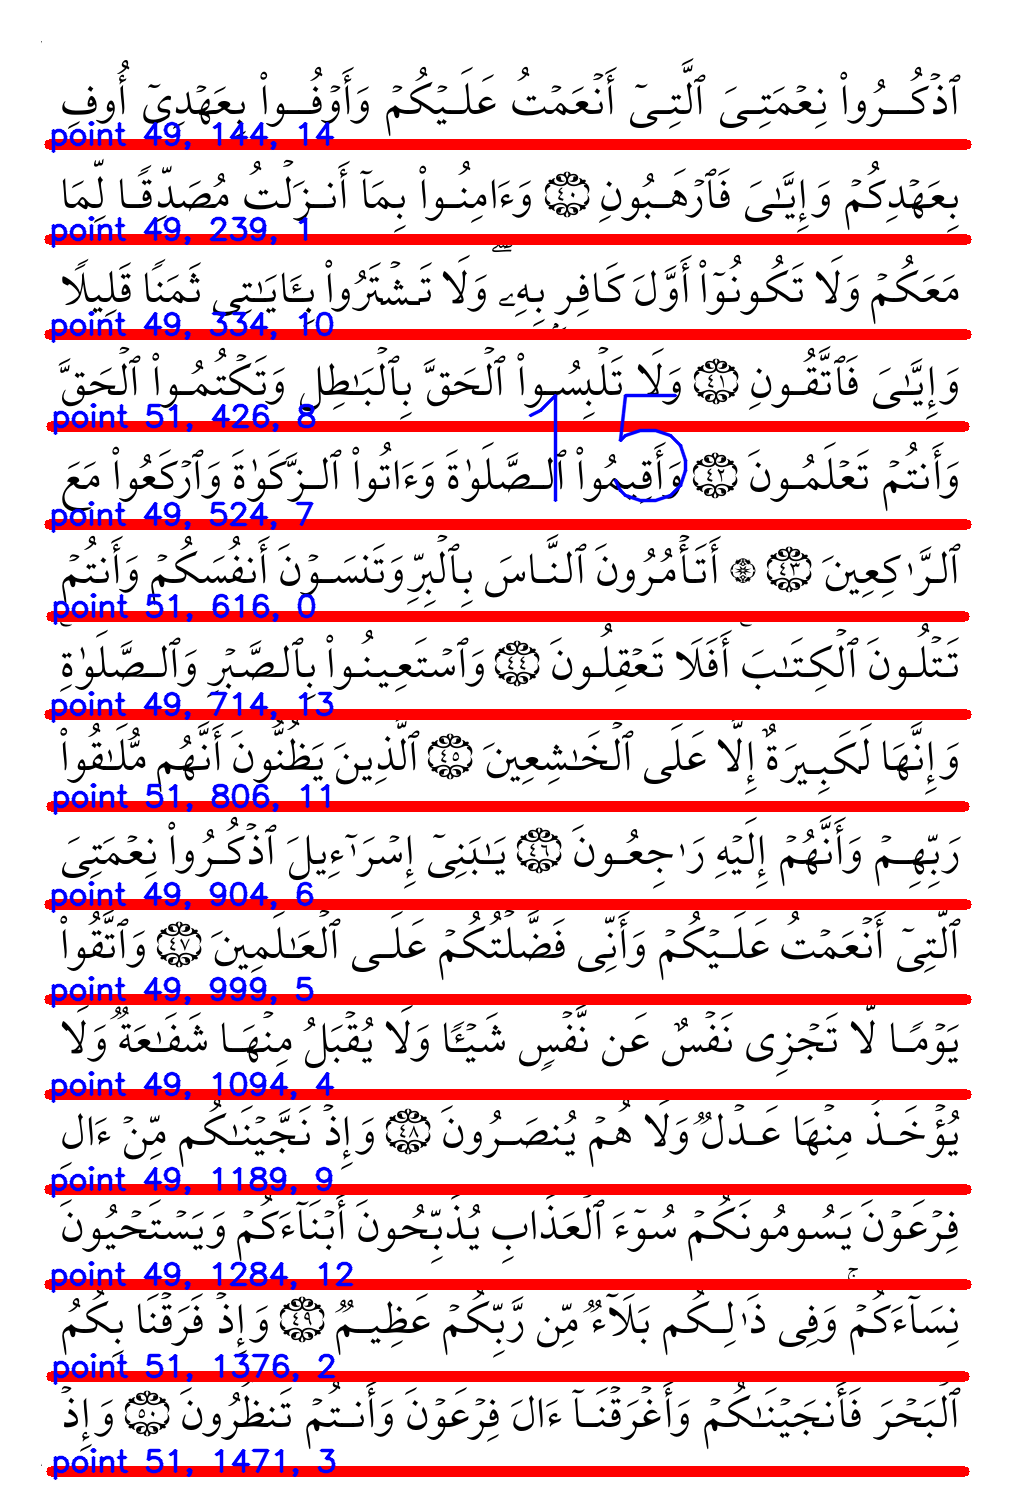 ٱذۡكُرُواْ نِعۡمَتِيَ ٱلَّتِيٓ أَنۡعَمۡتُ عَلَيۡكُمۡ وَأَوۡفُواْ بِعَهۡدِيٓ أُوفِ
point 49, 144, 14
بِعَهۡدِكُمۡ وَإِيَّٰيَ فَٱرۡهَبُونِ ٤٠ وَءَامِنُواْ بِمَآ أَنزَلۡتُ مُصَدِّقٗا لِّمَا
point 49, 239, 1
مَعَكُمۡ وَلَا تَكُونُوٓاْ أَوَّلَ كَافِرِۭ بِهِۦۖ وَلَا تَشۡتَرُواْ بِـَٔايَٰتِي ثَمَنٗا قَلِيلٗا
point 49, 334, 10
وَإِيَّٰيَ فَٱتَّقُونِ ٤١ وَلَا تَلۡبِسُواْ ٱلۡحَقَّ بِٱلۡبَٰطِلِ وَتَكۡتُمُواْ ٱلۡحَقَّ
point 51, 426, 8
15
وَأَنتُمۡ تَعۡلَمُونَ ٤٢ وَأَقِيمُواْ ٱلصَّلَوٰةَ وَءَاتُواْ ٱلزَّكَوٰةَ وَٱرۡكَعُواْ مَعَ
point 49, 524, 7
ٱلرَّٰكِعِينَ ٤٣ ۞ أَتَأۡمُرُونَ ٱلنَّاسَ بِٱلۡبِرِّ وَتَنسَوۡنَ أَنفُسَكُمۡ وَأَنتُمۡ
point 51, 616, 0
تَتۡلُونَ ٱلۡكِتَٰبَۚ أَفَلَا تَعۡقِلُونَ ٤٤ وَٱسۡتَعِينُواْ بِٱلصَّبۡرِ وَٱلصَّلَوٰةِۚ
point 49, 714, 13
وَإِنَّهَا لَكَبِيرَةٌ إِلَّا عَلَى ٱلۡخَٰشِعِينَ ٤٥ ٱلَّذِينَ يَظُنُّونَ أَنَّهُم مُّلَٰقُواْ
point 51, 806, 11
رَبِّهِمۡ وَأَنَّهُمۡ إِلَيۡهِ رَٰجِعُونَ ٤٦ يَٰبَنِيٓ إِسۡرَٰٓءِيلَ ٱذۡكُرُواْ نِعۡمَتِيَ
point 49, 904, 6
ٱلَّتِيٓ أَنۡعَمۡتُ عَلَيۡكُمۡ وَأَنِّي فَضَّلۡتُكُمۡ عَلَى ٱلۡعَٰلَمِينَ ٤٧ وَٱتَّقُواْ
point 49, 999, 5
يَوۡمٗا لَّا تَجۡزِي نَفۡسٌ عَن نَّفۡسٖ شَيۡـٔٗا وَلَا يُقۡبَلُ مِنۡهَا شَفَٰعَةٞ وَلَا
point 49, 1094, 4
يُؤۡخَذُ مِنۡهَا عَدۡلٞ وَلَا هُمۡ يُنصَرُونَ ٤٨ وَإِذۡ نَجَّيۡنَٰكُم مِّنۡ ءَالِ
point 49, 1189, 9
فِرۡعَوۡنَ يَسُومُونَكُمۡ سُوٓءَ ٱلۡعَذَابِ يُذَبِّحُونَ أَبۡنَآءَكُمۡ وَيَسۡتَحۡيُونَ
point 49, 1284, 12
نِسَآءَكُمۡۚ وَفِي ذَٰلِكُم بَلَآءٞ مِّن رَّبِّكُمۡ عَظِيمٞ ٤٩ وَإِذۡ فَرَقۡنَا بِكُمُ
point 51, 1376, 2
ٱلۡبَحۡرَ فَأَنجَيۡنَٰكُمۡ وَأَغۡرَقۡنَآ ءَالَ فِرۡعَوۡنَ وَأَنتُمۡ تَنظُرُونَ ٥٠ وَإِذۡ
point 51, 1471, 3